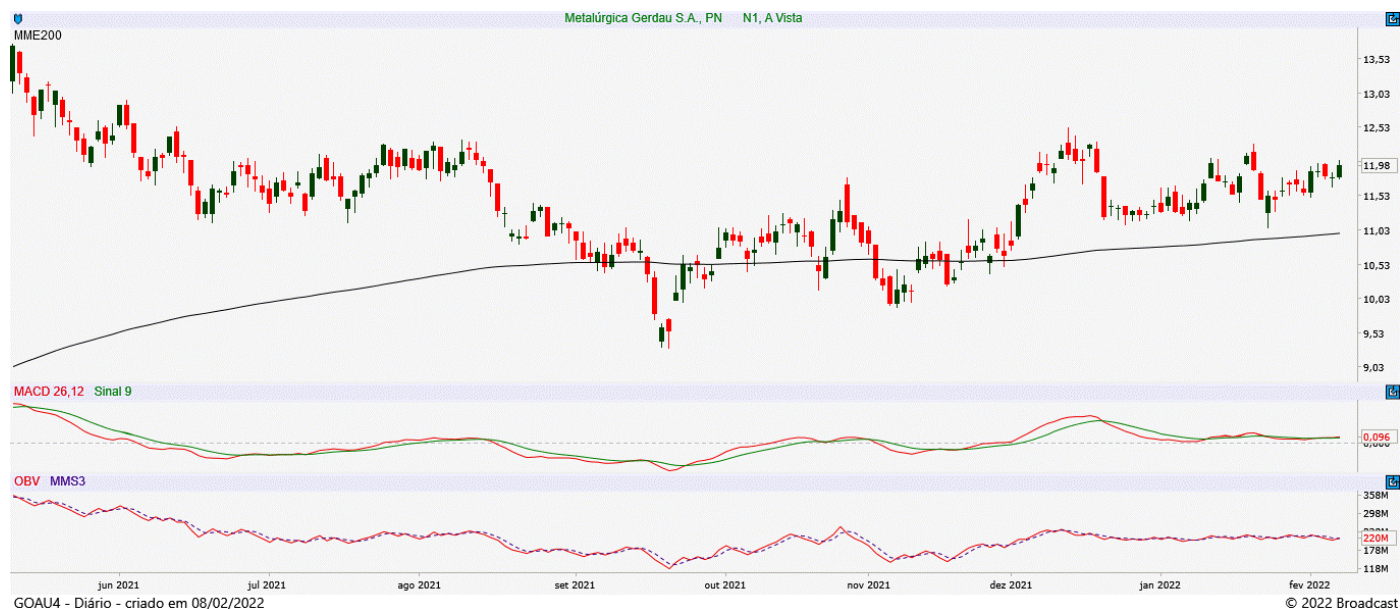 Metalúrgica Gerdau S.A., PN N1, A Vista
MME200
13,53
13,03
12,53
11,98
11,53
11,03
10,53
10,03
9,53
9,03
MACD 26,12 Sinal 9
0,096
OBV MMS3
358M
298M
220M
178M
118M
jun 2021 jul 2021 ago 2021 set 2021 out 2021 nov 2021 dez 2021 jan 2022 fev 2022
GOAU4 - Diário - criado em 08/02/2022 © 2022 Broadcast